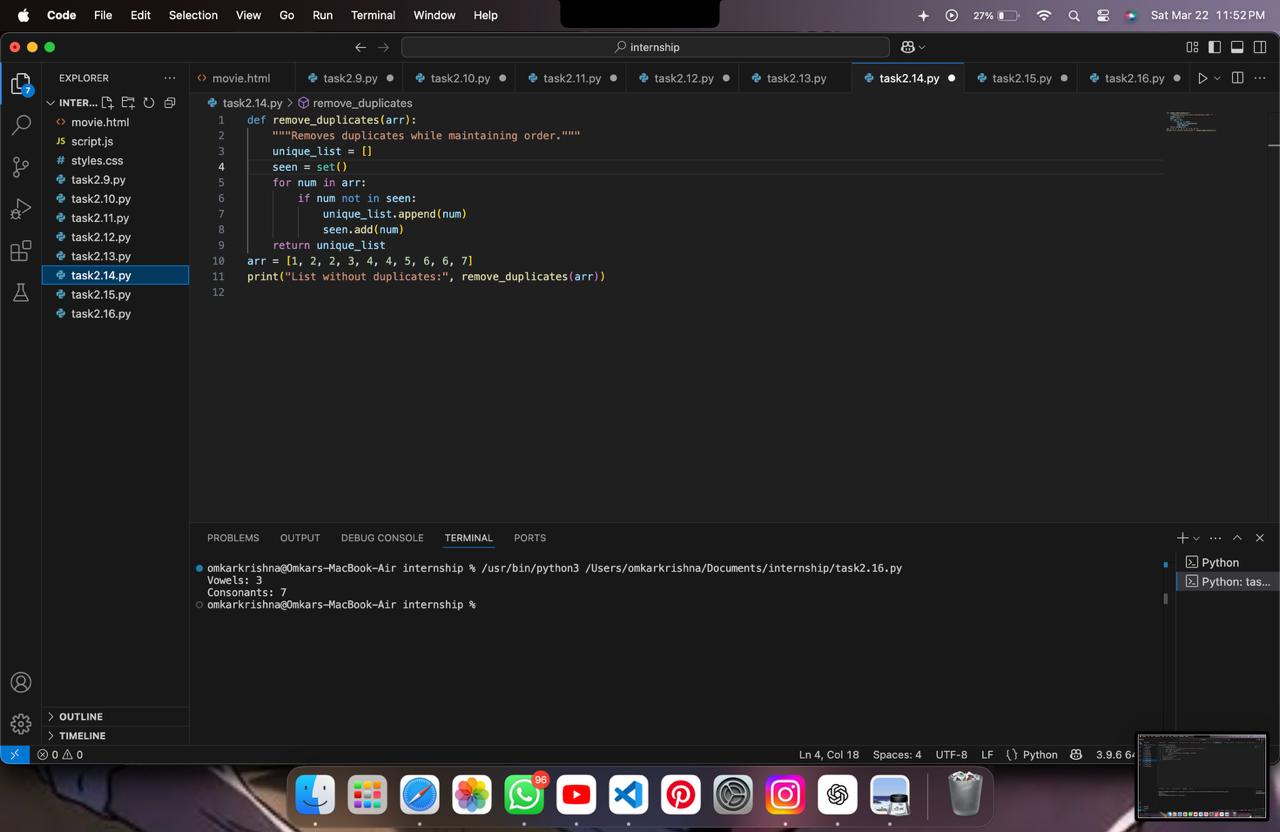 Code File Edit Selection View Go Run Terminal Window Help 27% Sat Mar 22 11:52 PM
internship
EXPLORER
movie.html task2.9.py task2.10.py task2.11.py task2.12.py task2.13.py task2.14.py task2.15.py task2.16.py
INTER...
task2.14.py > remove_duplicates
movie.html
JS script.js
# styles.css
task2.9.py
task2.10.py
task2.11.py
task2.12.py
task2.13.py
task2.14.py
task2.15.py
task2.16.py
7
1 def remove_duplicates(arr):
2 """Removes duplicates while maintaining order."""
3 unique_list = []
4 seen = set()
5 for num in arr:
6 if num not in seen:
7 unique_list.append(num)
8 seen.add(num)
9 return unique_list
10 arr = [1, 2, 2, 3, 4, 4, 5, 6, 6, 7]
11 print("List without duplicates:", remove_duplicates(arr))
12
PROBLEMS OUTPUT DEBUG CONSOLE TERMINAL PORTS
omkarkrishna@Omkars-MacBook-Air internship % /usr/bin/python3 /Users/omkarkrishna/Documents/internship/task2.16.py
Vowels: 3
Consonants: 7
omkarkrishna@Omkars-MacBook-Air internship %
Python
Python: tas...
OUTLINE
TIMELINE
0 0 Ln 4, Col 18 Spaces: 4 UTF-8 LF {} Python 3.9.6 64
96